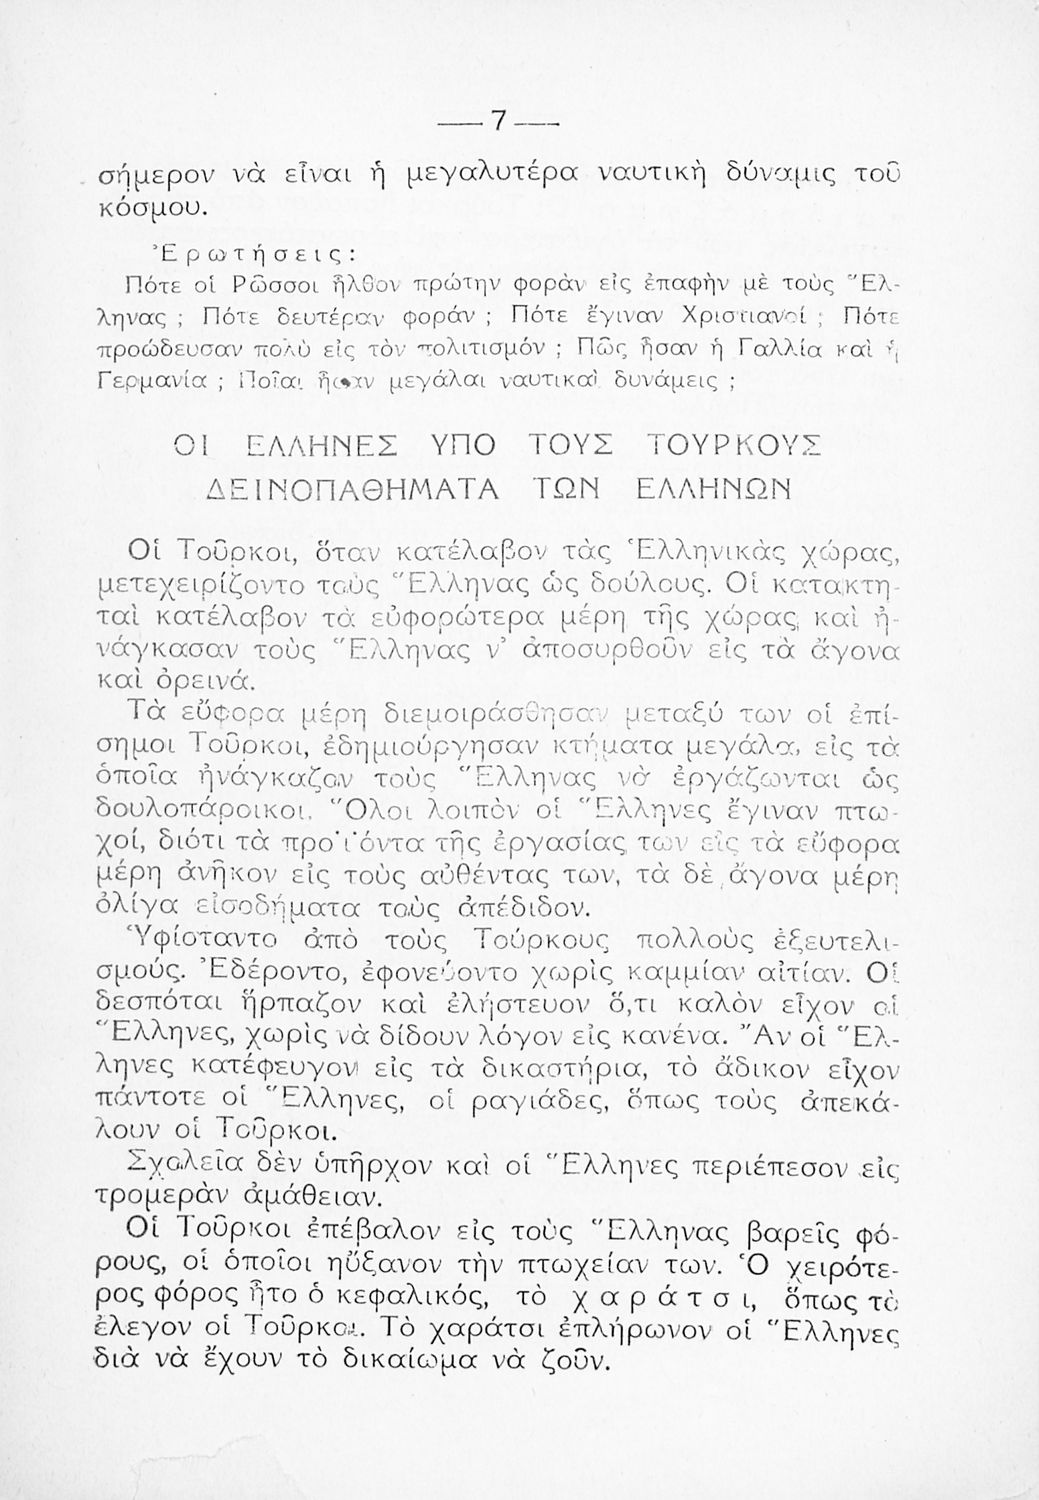 — 7 —
σήμερον νὰ εἶναι ἡ μεγαλυτέρα ναυτικὴ δύναμις τοῦ
κόσμου.
Ἐρωτήσεις:
Πότε οἱ Ρῶσσοι ἦλθον πρώτην φορὰν εἰς ἐπαφὴν μὲ τοὺς Ἕλ-
ληνας ; Πότε δευτέραν φοράν ; Πότε ἔγιναν Χριστιανοί ; Πότε
προώδευσαν πολὺ εἰς τὸν πολιτισμόν ; Πῶς ἦσαν ἡ Γαλλία καὶ ἡ
Γερμανία ; Ποῖαι ἦσαν μεγάλαι ναυτικαὶ δυνάμεις ;
ΟΙ ΕΛΛΗΝΕΣ ΥΠΟ ΤΟΥΣ ΤΟΥΡΚΟΥΣ
ΔΕΙΝΟΠΑΘΗΜΑΤΑ ΤΩΝ ΕΛΛΗΝΩΝ
Οἱ Τοῦρκοι, ὅταν κατέλαβον τὰς Ἑλληνικὰς χώρας,
μετεχειρίζοντο τοὺς Ἕλληνας ὡς δούλους. Οἱ κατακτη-
ταὶ κατέλαβον τὰ εὐφορώτερα μέρη τῆς χώρας καὶ ἠ-
νάγκασαν τοὺς Ἕλληνας ν’ ἀποσυρθοῦν εἰς τὰ ἄγονα
καὶ ὀρεινά.
Τὰ εὔφορα μέρη διεμοιράσθησαν μεταξύ των οἱ ἐπί-
σημοι Τοῦρκοι, ἐδημιούργησαν κτήματα μεγάλα, εἰς τὰ
ὁποῖα ἠνάγκαζον τοὺς Ἕλληνας νὰ ἐργάζωνται ὡς
δουλοπάροικοι. Ὅλοι λοιπὸν οἱ Ἕλληνες ἔγιναν πτω-
χοί, διότι τὰ προϊόντα τῆς ἐργασίας των εἰς τὰ εὔφορα
μέρη ἀνῆκον εἰς τοὺς αὐθέντας των, τὰ δὲ ἄγονα μέρη
ὀλίγα εἰσοδήματα τοὺς ἀπέδιδον.
Ὑφίσταντο ἀπὸ τοὺς Τούρκους πολλοὺς ἐξευτελι-
σμούς. Ἐδέροντο, ἐφονεύοντο χωρὶς καμμίαν αἰτίαν. Οἱ
δεσπόται ἥρπαζον καὶ ἐλήστευον ὅ,τι καλὸν εἶχον οἱ
Ἕλληνες, χωρὶς νὰ δίδουν λόγον εἰς κανένα. Ἂν οἱ Ἕλ-
ληνες κατέφευγον εἰς τὰ δικαστήρια, τὸ ἄδικον εἶχον
πάντοτε οἱ Ἕλληνες, οἱ ραγιάδες, ὅπως τοὺς ἀπεκά-
λουν οἱ Τοῦρκοι.
Σχολεῖα δὲν ὑπῆρχον καὶ οἱ Ἕλληνες περιέπεσον εἰς
τρομερὰν ἀμάθειαν.
Οἱ Τοῦρκοι ἐπέβαλον εἰς τοὺς Ἕλληνας βαρεῖς φό-
ρους, οἱ ὁποῖοι ηὔξανον τὴν πτωχείαν των. Ὁ χειρότε-
ρος φόρος ἦτο ὁ κεφαλικός, τὸ χαράτσι, ὅπως τὸ
ἔλεγον οἱ Τοῦρκοι. Τὸ χαράτσι ἐπλήρωνον οἱ Ἕλληνες
διὰ νὰ ἔχουν τὸ δικαίωμα νὰ ζοῦν.